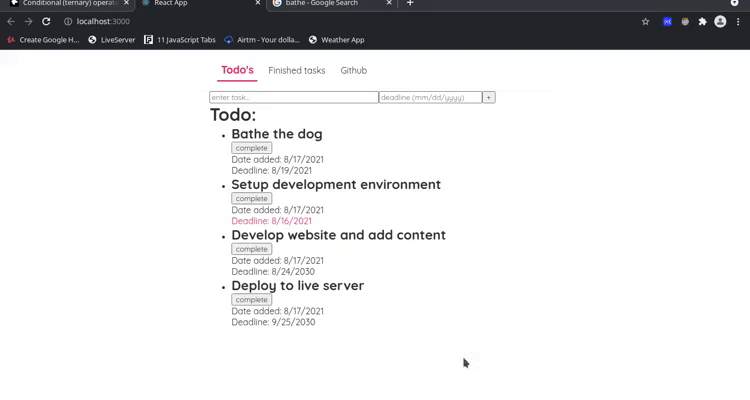 Conditional (ternary) operat
React App
bathe - Google Search
localhost:3000
Create Google H...
LiveServer
11 JavaScript Tabs
Airtm - Your dolla...
Weather App
Todo's
Finished tasks
Github
enter task...
deadline (mm/dd/yyyy)
+
Todo:
Bathe the dog
complete
Date added: 8/17/2021
Deadline: 8/19/2021
Setup development environment
complete
Date added: 8/17/2021
Deadline: 8/16/2021
Develop website and add content
complete
Date added: 8/17/2021
Deadline: 8/24/2030
Deploy to live server
complete
Date added: 8/17/2021
Deadline: 9/25/2030